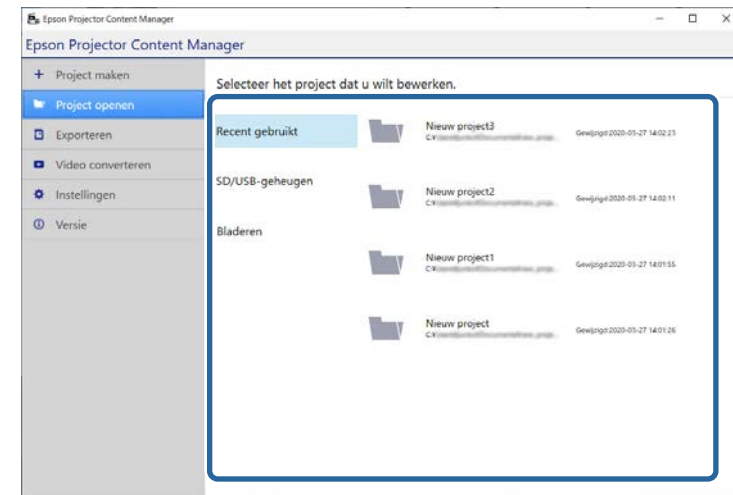 Epson Projector Content Manager
Epson Projector Content Manager
Project maken
Project openen
Exporteren
Video converteren
Instellingen
Versie
Selecteer het project dat u wilt bewerken.
Recent gebruikt
SD/USB-geheugen
Bladeren
Nieuw project3
Gewijzigd:2020-03-27 14:02:23
Nieuw project2
Gewijzigd:2020-03-27 14:02:11
Nieuw project1
Gewijzigd:2020-03-27 14:01:55
Nieuw project
Gewijzigd:2020-03-27 14:01:26